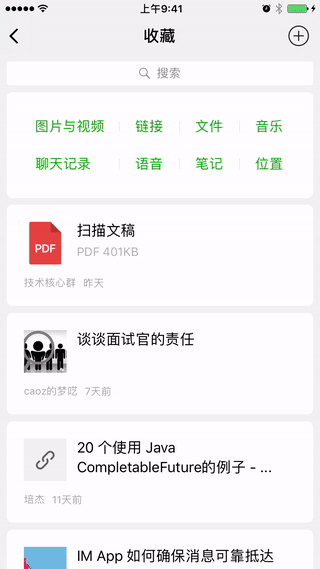 上午9:41
收藏
搜索
图片与视频 链接 文件 音乐
聊天记录 语音 笔记 位置
PDF
扫描文稿
PDF 401KB
技术核心群 昨天
谈谈面试官的责任
caoz的梦呓 7天前
20 个使用 Java
CompletableFuture的例子 - ...
培杰 11天前
IM App 如何确保消息可靠抵达